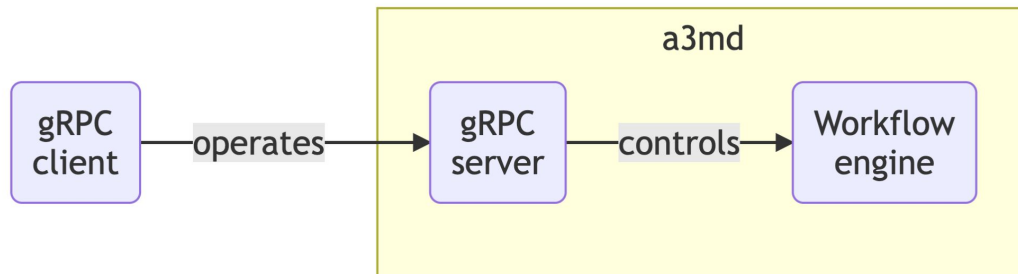 a3md
gRPC
client
operates
gRPC
server
controls
Workflow
engine